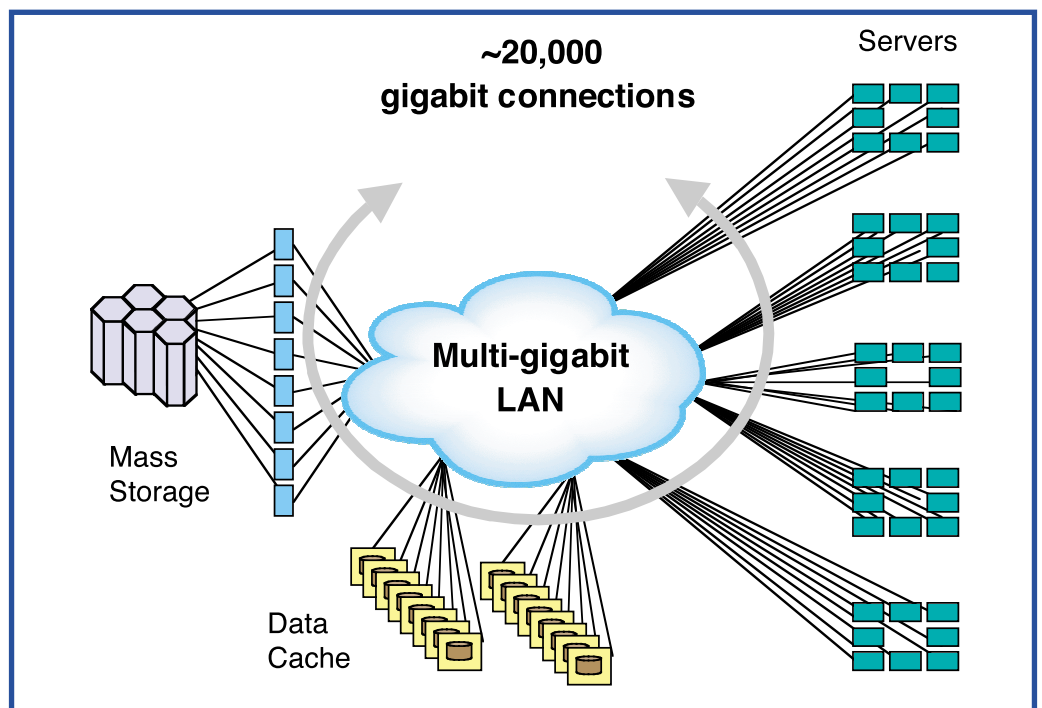 ~20,000
gigabit connections
Servers
Multi-gigabit
LAN
Mass
Storage
Data
Cache